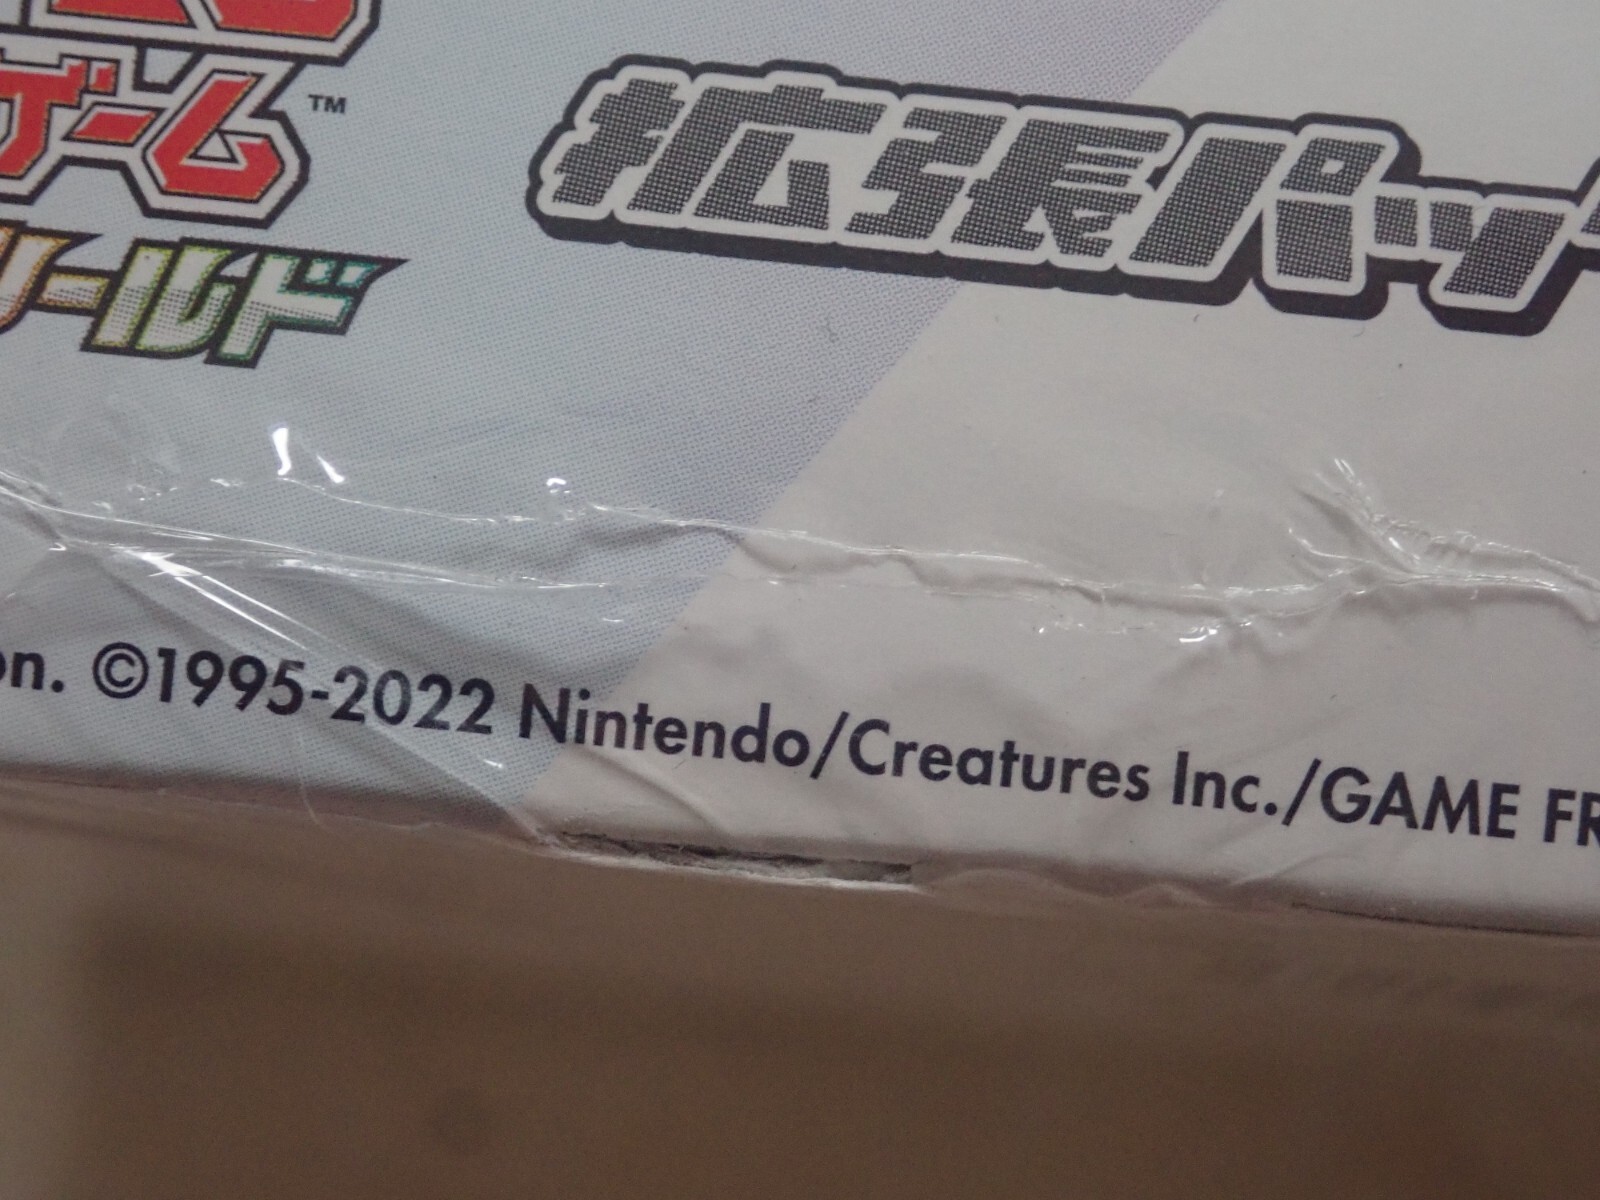 ゲーム™
ールド
拡張パッ
on. ©1995-2022 Nintendo/Creatures Inc./GAME FR